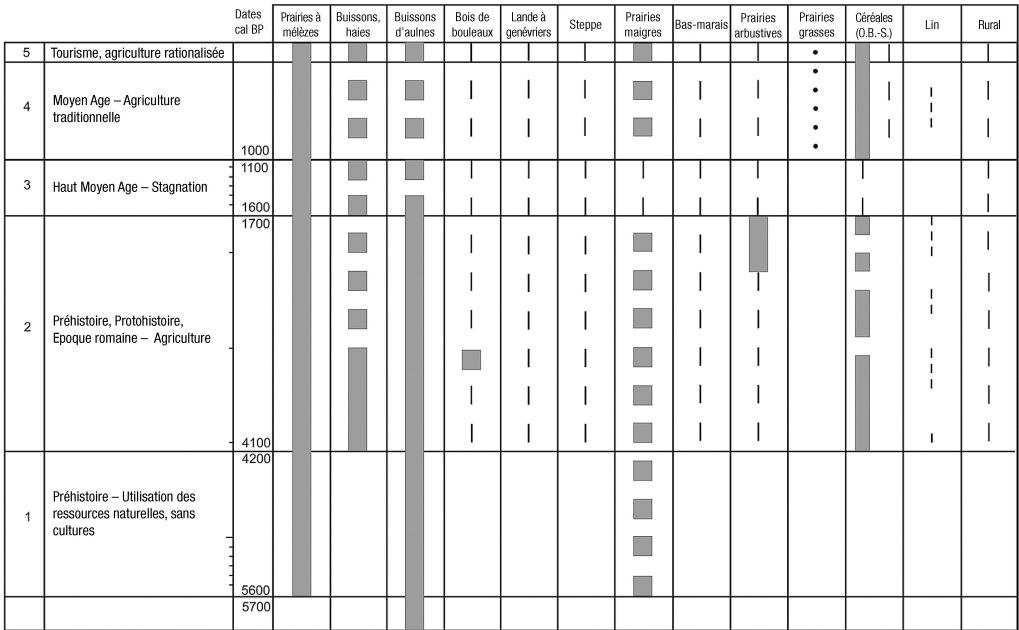 Dates
cal BP
Prairies à
mélèzes
Buissons,
haies
Buissons
d'aulnes
Bois de
bouleaux
Lande à
genévriers
Steppe
Prairies
maigres
Bas-marais
Prairies
arbustives
Prairies
grasses
Céréales
(O.B.-S.)
Lin
Rural
5
Tourisme, agriculture rationalisée
4
Moyen Age – Agriculture
traditionnelle
1000
3
Haut Moyen Age – Stagnation
1100
1600
2
Préhistoire, Protohistoire,
Epoque romaine – Agriculture
1700
4100
1
Préhistoire – Utilisation des
ressources naturelles, sans
cultures
4200
5600
5700